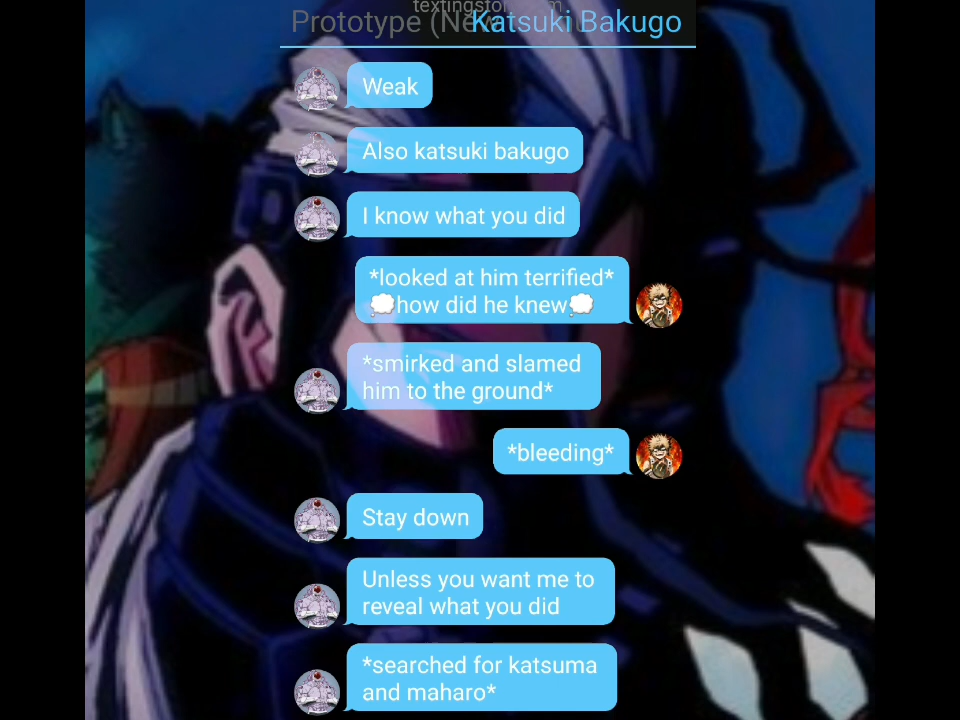 textingsto
m
Prototype (Ne
Katsuki Bakugo
Weak
Also katsuki bakugo
I know what you did
*looked at him terrified*
💭how did he knew💭
*smirked and slamed
him to the ground*
*bleeding*
Stay down
Unless you want me to
reveal what you did
*searched for katsuma
and maharo*